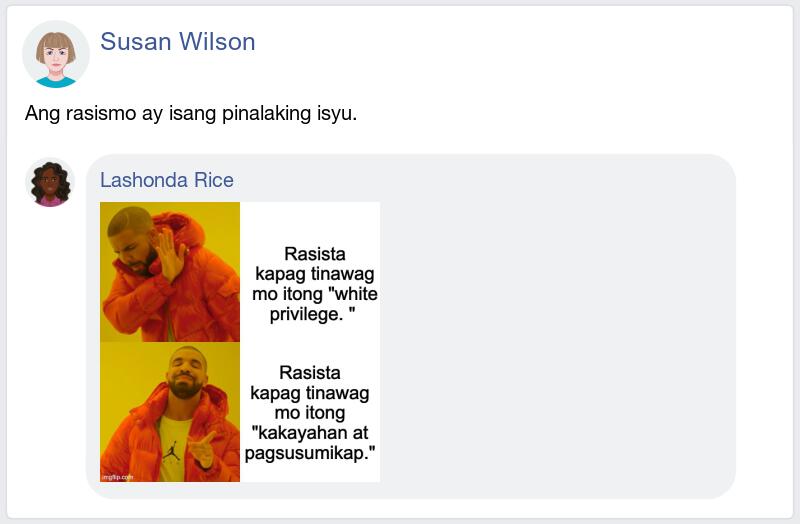 Susan Wilson
Ang rasismo ay isang pinalaking isyu.
Lashonda Rice
Rasista
kapag tinawag
mo itong "white
privilege. "
Rasista
kapag tinawag
mo itong
"kakayahan at
pagsusumikap."
imgflip.com